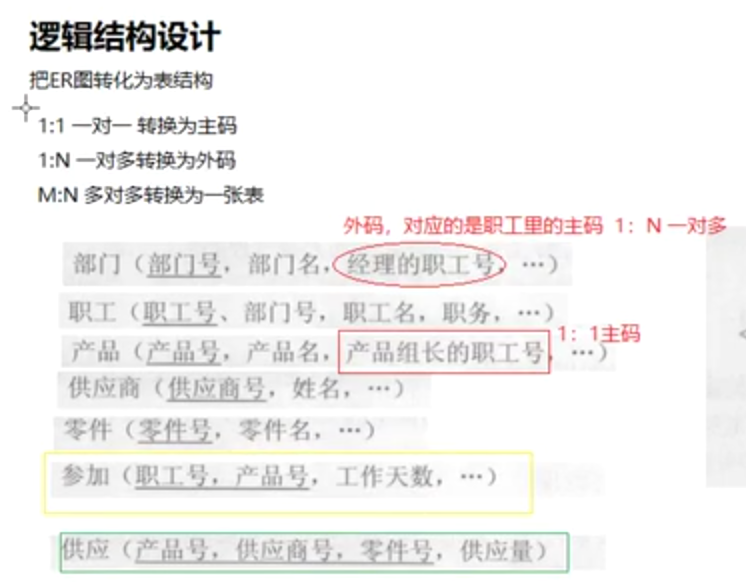 逻辑结构设计
把ER图转化为表结构
1:1 一对一 转换为主码
1:N 一对多转换为外码
M:N 多对多转换为一张表
外码，对应的是职工里的主码 1：N 一对多
部门（部门号，部门名，经理的职工号，…）
职工（职工号、部门号，职工名，职务，…）
1：1主码
产品（产品号，产品名，产品组长的职工号，…）
供应商（供应商号，姓名，…）
零件（零件号，零件名，…）
参加（职工号，产品号，工作天数，…）
供应（产品号，供应商号，零件号，供应量）